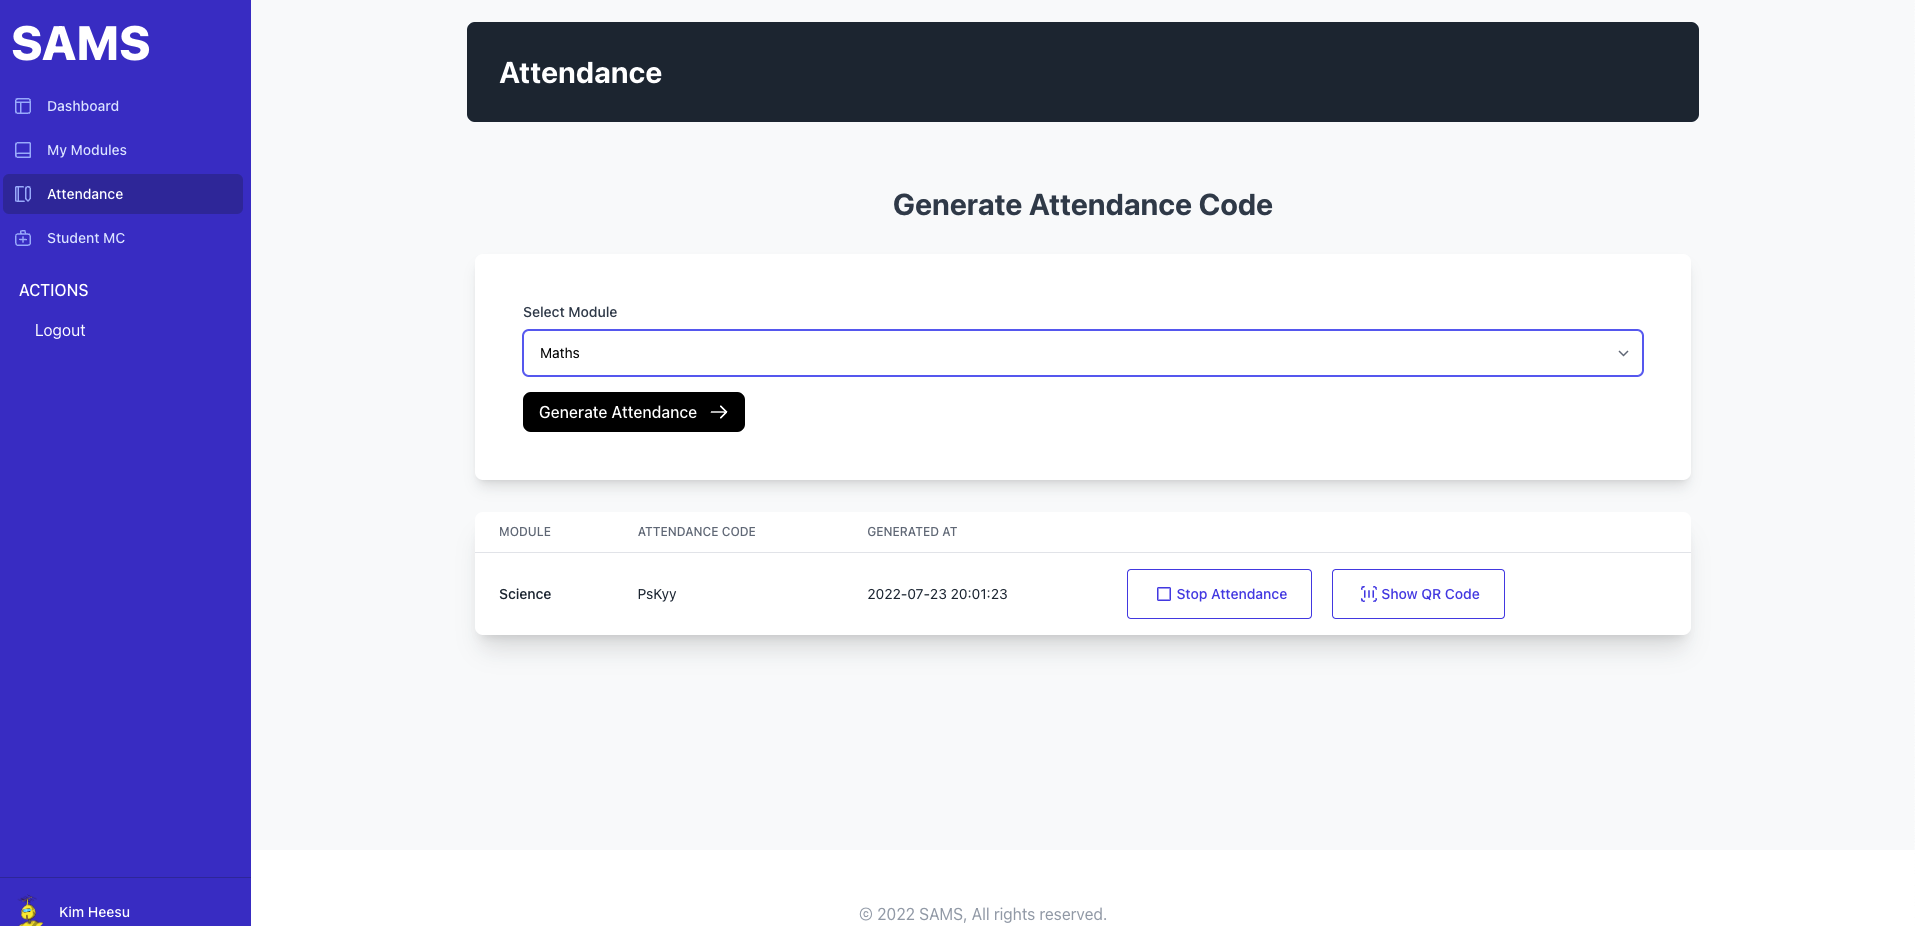 SAMS
Dashboard
My Modules
Attendance
Student MC
ACTIONS
Logout
Kim Heesu
Attendance
Generate Attendance Code
Select Module
Maths
Generate Attendance
MODULE ATTENDANCE CODE GENERATED AT
Science PsKyy 2022-07-23 20:01:23 Stop Attendance Show QR Code
© 2022 SAMS, All rights reserved.